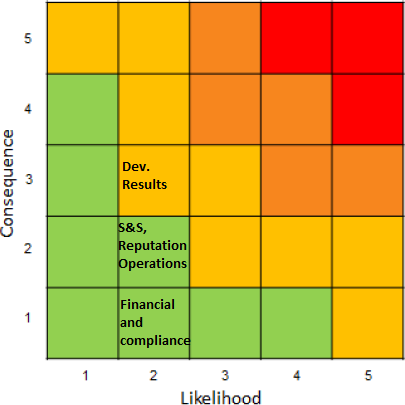 5
4
Consequence
3
Dev.
Results
2
S&S,
Reputation
Operations
1
Financial
and
compliance
1 2 3 4 5
Likelihood